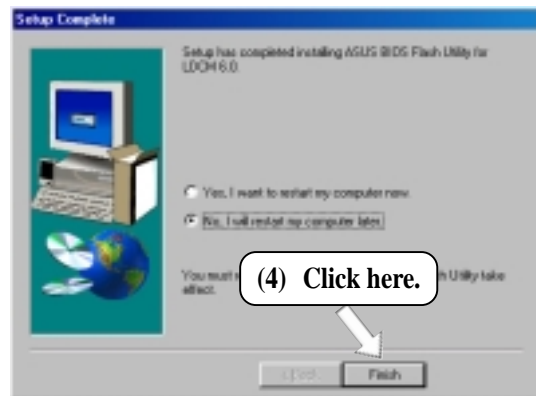 Setup Complete
Setup has completed installing ASUS BIOS Flash Utility for
LDCM 6.0.
Yes, I want to restart my computer now.
No, I will restart my computer later.
You must
(4) Click here.
Utility take
effect.
Finish